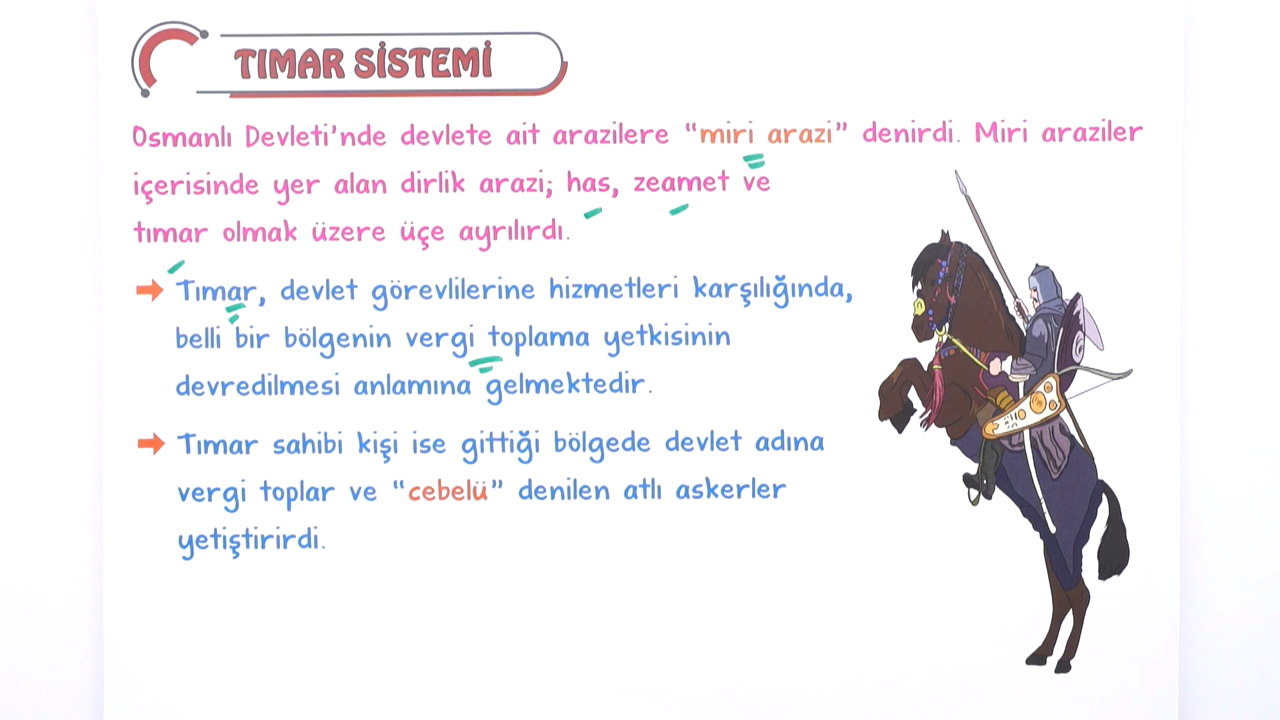 TIMAR SİSTEMİ
Osmanlı Devleti'nde devlete ait arazilere "miri arazi" denirdi. Miri araziler
içerisinde yer alan dirlik arazi; has, zeamet ve
tımar olmak üzere üçe ayrılırdı.
Tımar, devlet görevlilerine hizmetleri karşılığında,
belli bir bölgenin vergi toplama yetkisinin
devredilmesi anlamına gelmektedir.
Tımar sahibi kişi ise gittiği bölgede devlet adına
vergi toplar ve "cebelü" denilen atlı askerler
yetiştirirdi.